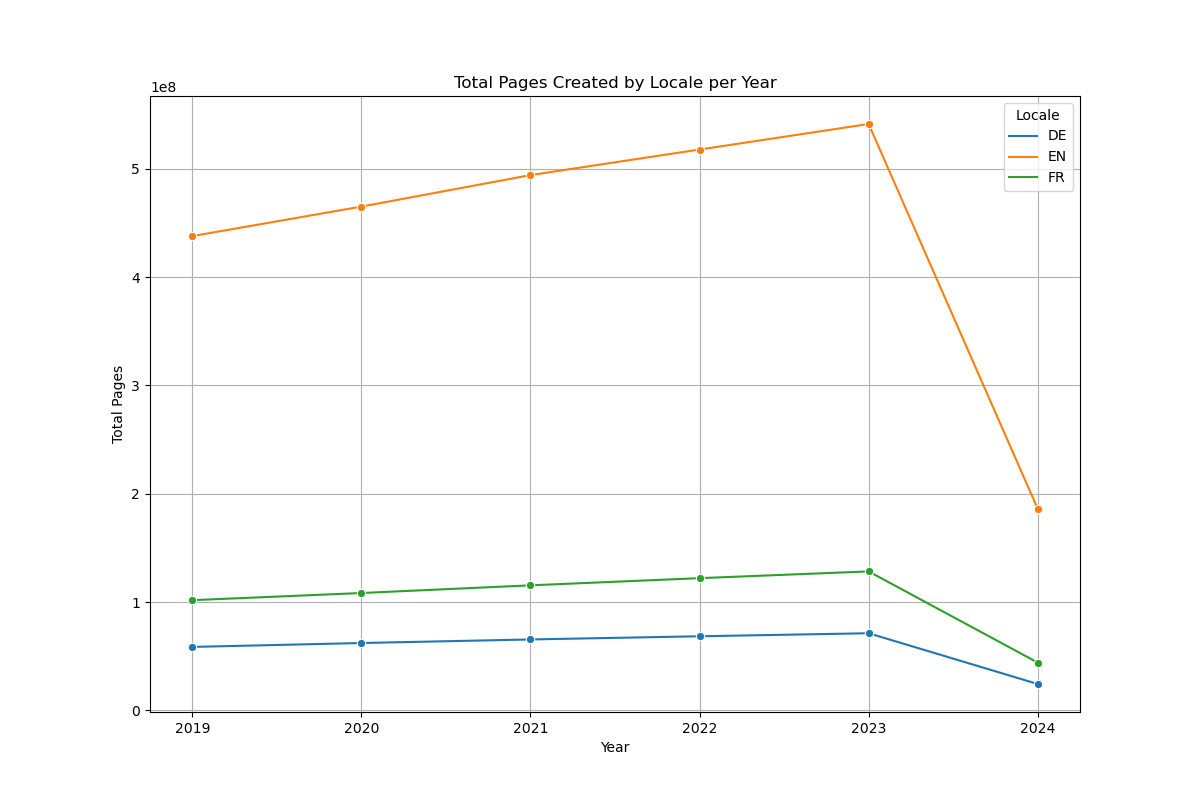 Total Pages Created by Locale per Year
1e8
Locale
DE
EN
FR
5
4
3
2
1
0
Total Pages
2019 2020 2021 2022 2023 2024
Year